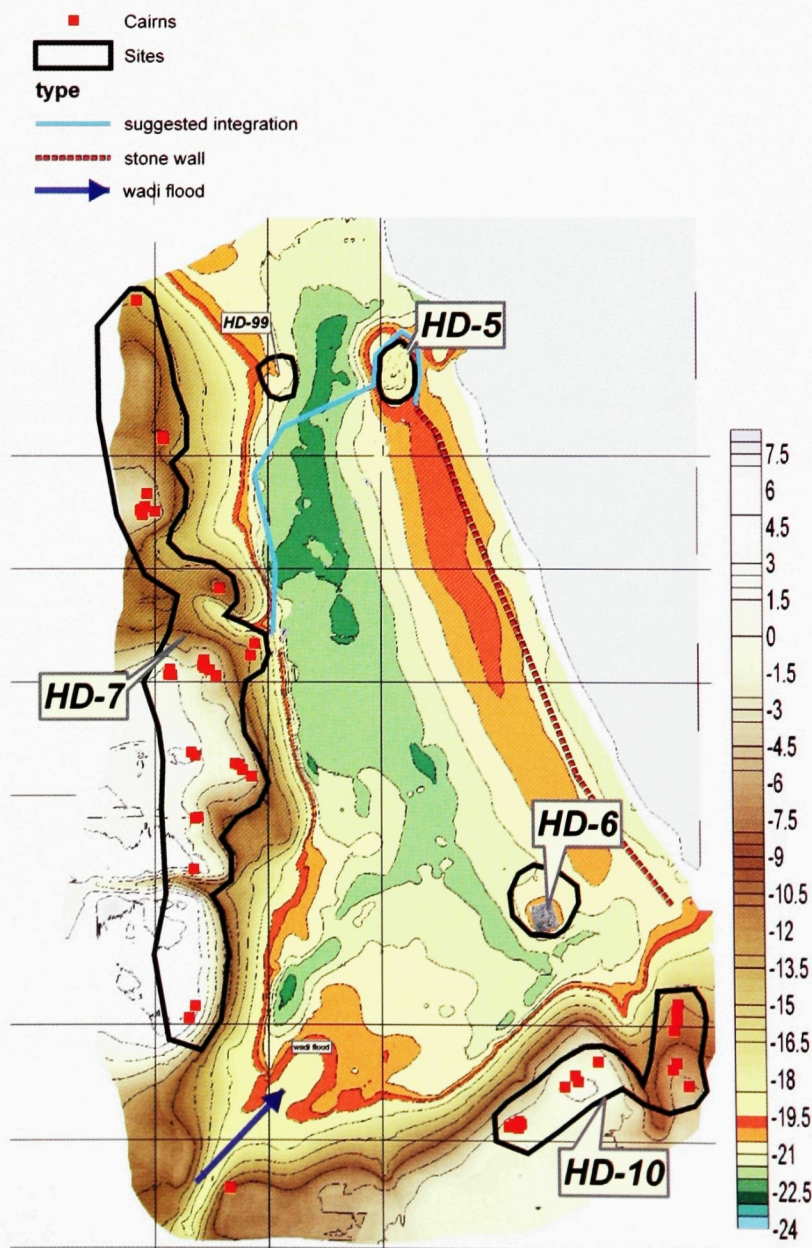 Cairns
Sites
type
suggested integration
stone wall
wadi flood
HD-99
HD-5
HD-7
HD-6
wadi flood
HD-10
7.5
6
4.5
3
1.5
0
-1.5
-3
-4.5
-6
-7.5
-9
-10.5
-12
-13.5
-15
-16.5
-18
-19.5
-21
-22.5
-24